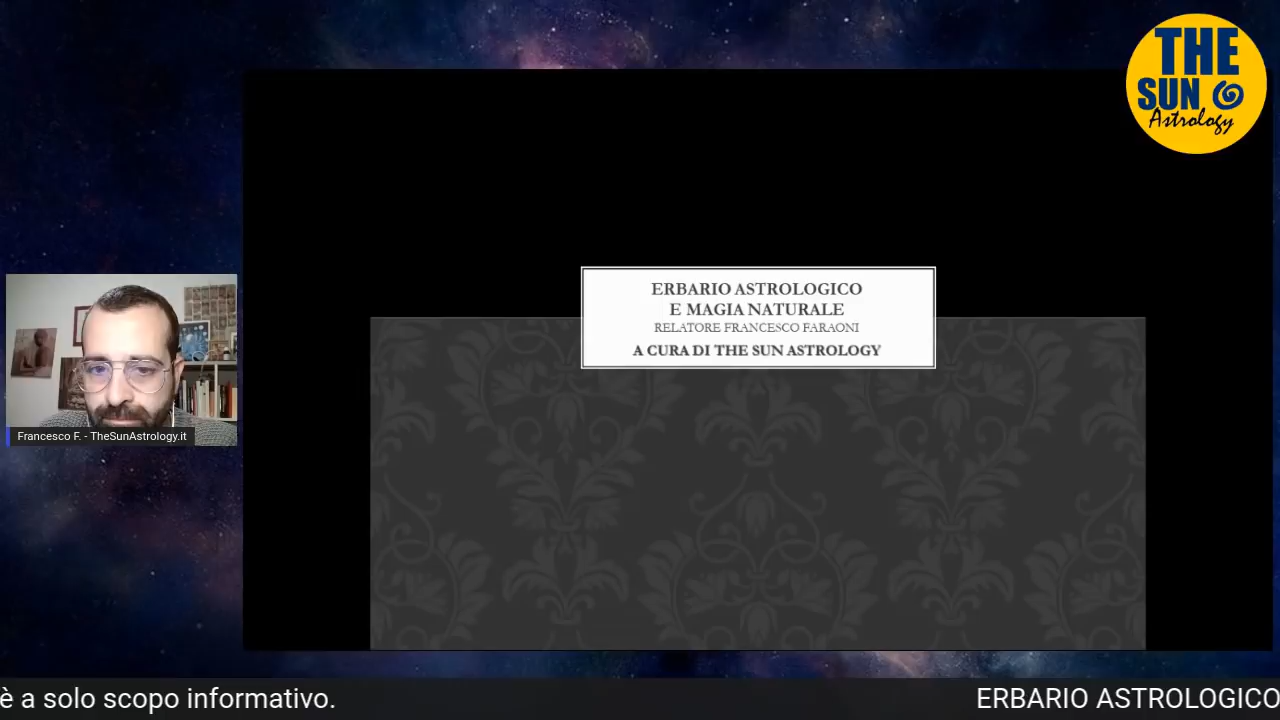 THE
SUN
Astrology
ERBARIO ASTROLOGICO
E MAGIA NATURALE
RELATORE FRANCESCO FARAONI
A CURA DI THE SUN ASTROLOGY
Francesco F. - TheSunAstrology.it
è a solo scopo informativo.
ERBARIO ASTROLOGICO